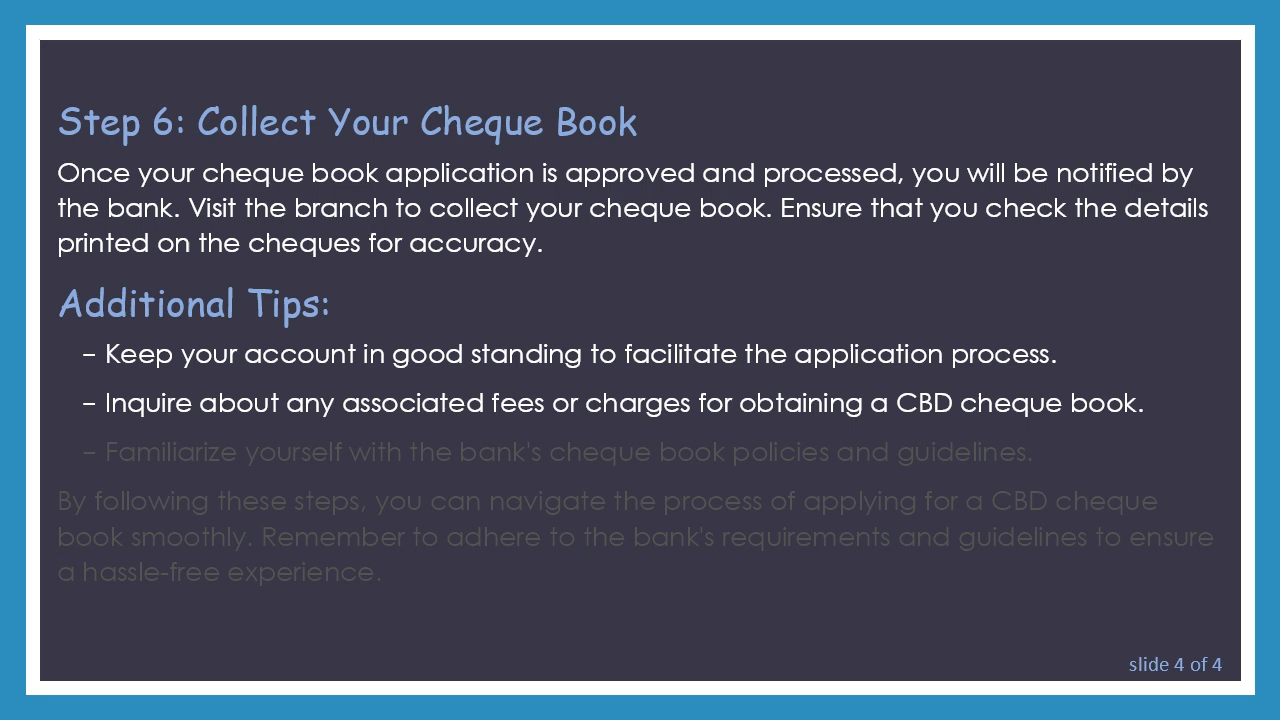 Step 6: Collect Your Cheque Book
Once your cheque book application is approved and processed, you will be notified by
the bank. Visit the branch to collect your cheque book. Ensure that you check the details
printed on the cheques for accuracy.
Additional Tips:
– Keep your account in good standing to facilitate the application process.
– Inquire about any associated fees or charges for obtaining a CBD cheque book.
– Familiarize yourself with the bank's cheque book policies and guidelines.
By following these steps, you can navigate the process of applying for a CBD cheque
book smoothly. Remember to adhere to the bank's requirements and guidelines to ensure
a hassle-free experience.
slide 4 of 4